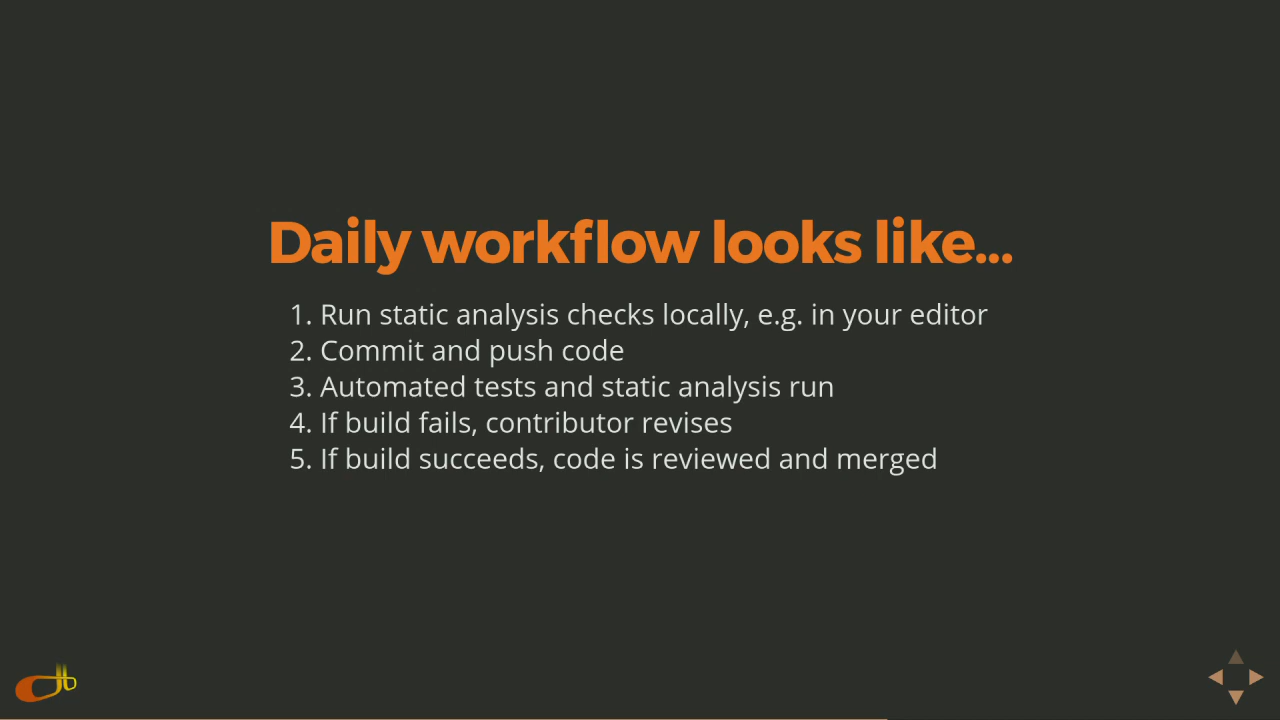 Daily workflow looks like...
1. Run static analysis checks locally, e.g. in your editor
2. Commit and push code
3. Automated tests and static analysis run
4. If build fails, contributor revises
5. If build succeeds, code is reviewed and merged